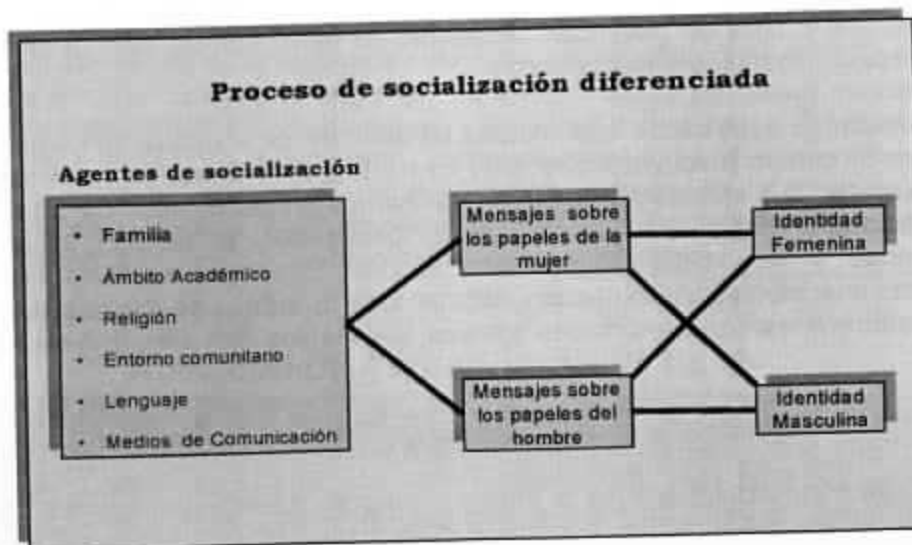 Proceso de socialización diferenciada
Agentes de socialización
• Familia
• Ámbito Académico
• Religión
• Entorno comunitario
• Lenguaje
• Medios de Comunicación
Mensajes sobre
los papeles de la
mujer
Mensajes sobre
los papeles del
hombre
Identidad
Femenina
Identidad
Masculina